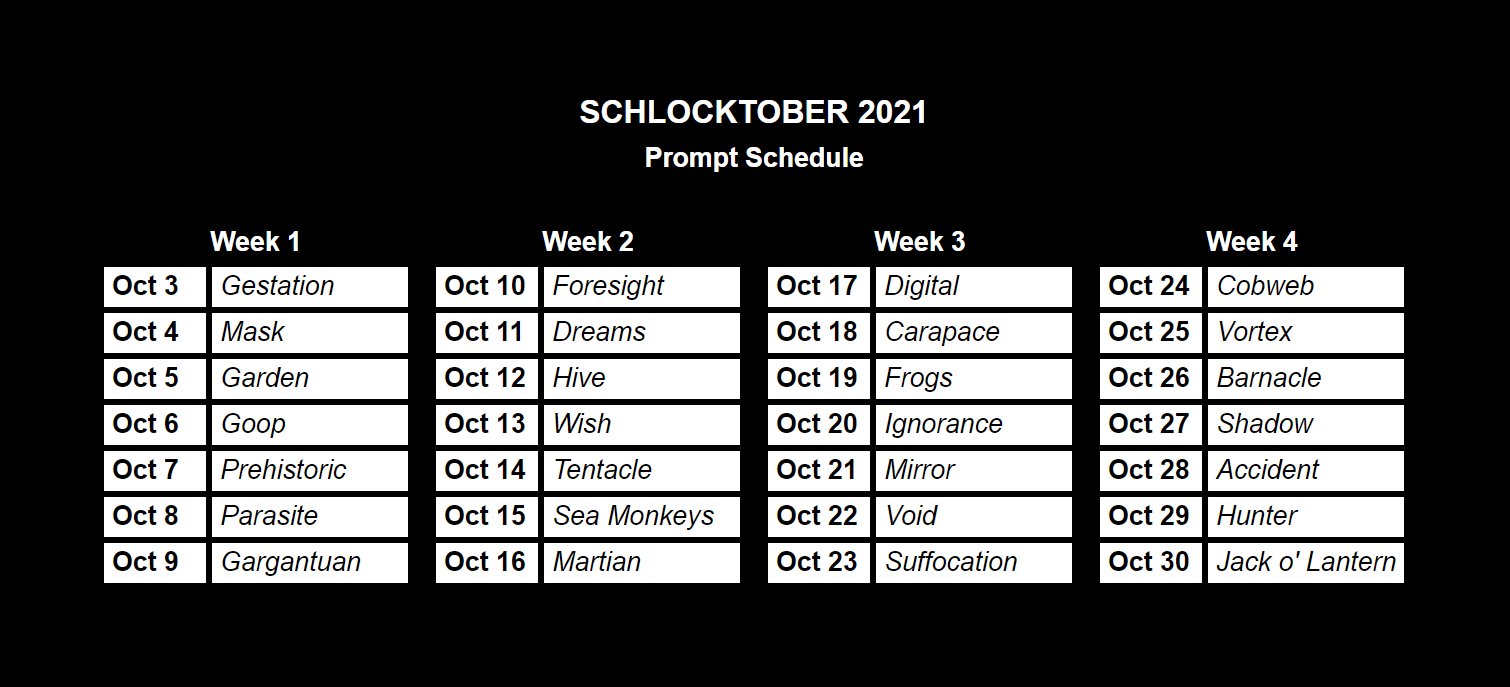 SCHLOCKTOBER 2021
Prompt Schedule
Week 1
Oct 3 Gestation
Oct 4 Mask
Oct 5 Garden
Oct 6 Goop
Oct 7 Prehistoric
Oct 8 Parasite
Oct 9 Gargantuan
Week 2
Oct 10 Foresight
Oct 11 Dreams
Oct 12 Hive
Oct 13 Wish
Oct 14 Tentacle
Oct 15 Sea Monkeys
Oct 16 Martian
Week 3
Oct 17 Digital
Oct 18 Carapace
Oct 19 Frogs
Oct 20 Ignorance
Oct 21 Mirror
Oct 22 Void
Oct 23 Suffocation
Week 4
Oct 24 Cobweb
Oct 25 Vortex
Oct 26 Barnacle
Oct 27 Shadow
Oct 28 Accident
Oct 29 Hunter
Oct 30 Jack o' Lantern